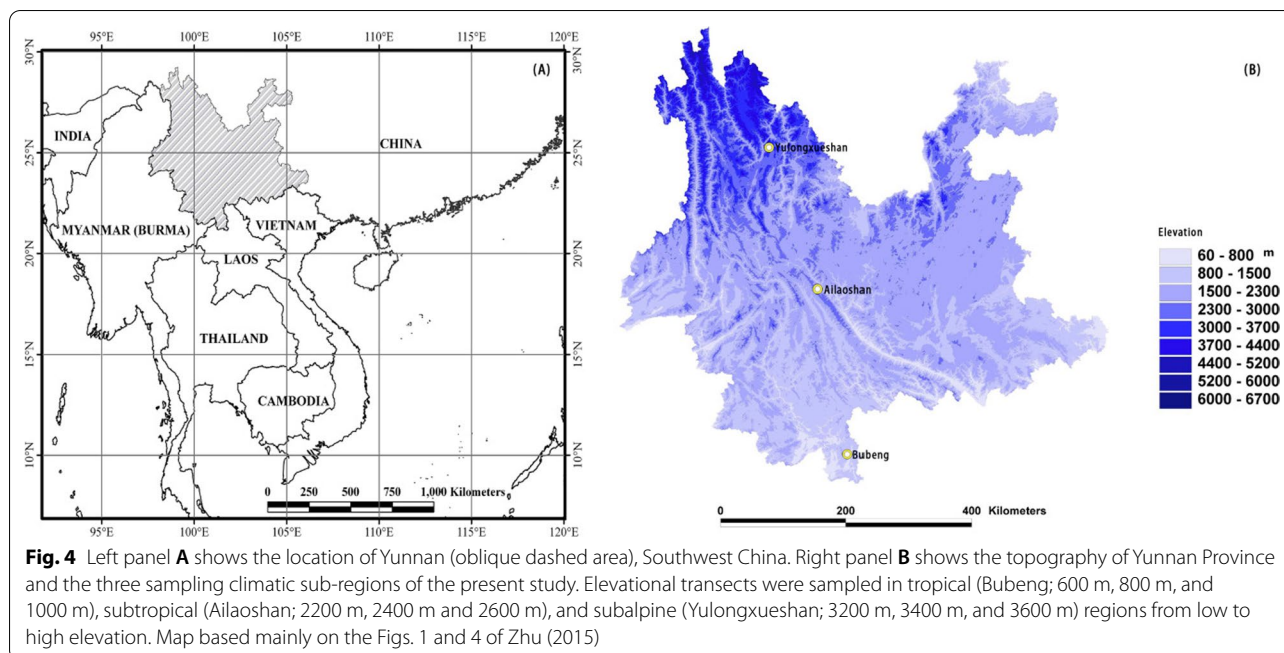 95°E 100°E 105°E 110°E 115°E 120°E
30°N 30°N
(A)
INDIA
CHINA
25°N 25°N
MYANMAR (BURMA)
VIETNAM
20°N 20°N
LAOS
THAILAND
15°N 15°N
CAMBODIA
10°N 10°N
0 250 500 750 1,000 Kilometers
95°E 100°E 105°E 110°E 115°E 120°E
(B)
Yufongxueshan
Ailaoshan
Bubeng
Elevation
60 - 800 m
800 - 1500
1500 - 2300
2300 - 3000
3000 - 3700
3700 - 4400
4400 - 5200
5200 - 6000
6000 - 6700
0 200 400 Kilometers
Fig. 4 Left panel A shows the location of Yunnan (oblique dashed area), Southwest China. Right panel B shows the topography of Yunnan Province
and the three sampling climatic sub-regions of the present study. Elevational transects were sampled in tropical (Bubeng; 600 m, 800 m, and
1000 m), subtropical (Ailaoshan; 2200 m, 2400 m and 2600 m), and subalpine (Yulongxueshan; 3200 m, 3400 m, and 3600 m) regions from low to
high elevation. Map based mainly on the Figs. 1 and 4 of Zhu (2015)